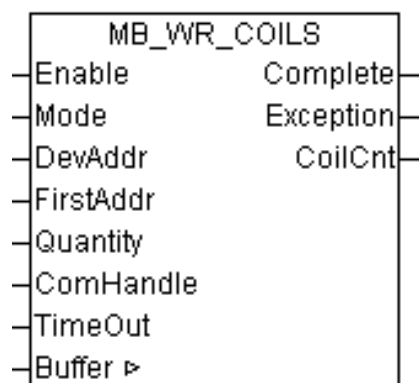 MB_WR_COILS
Enable Complete
Mode Exception
DevAddr CoilCnt
FirstAddr
Quantity
ComHandle
TimeOut
Buffer ▹